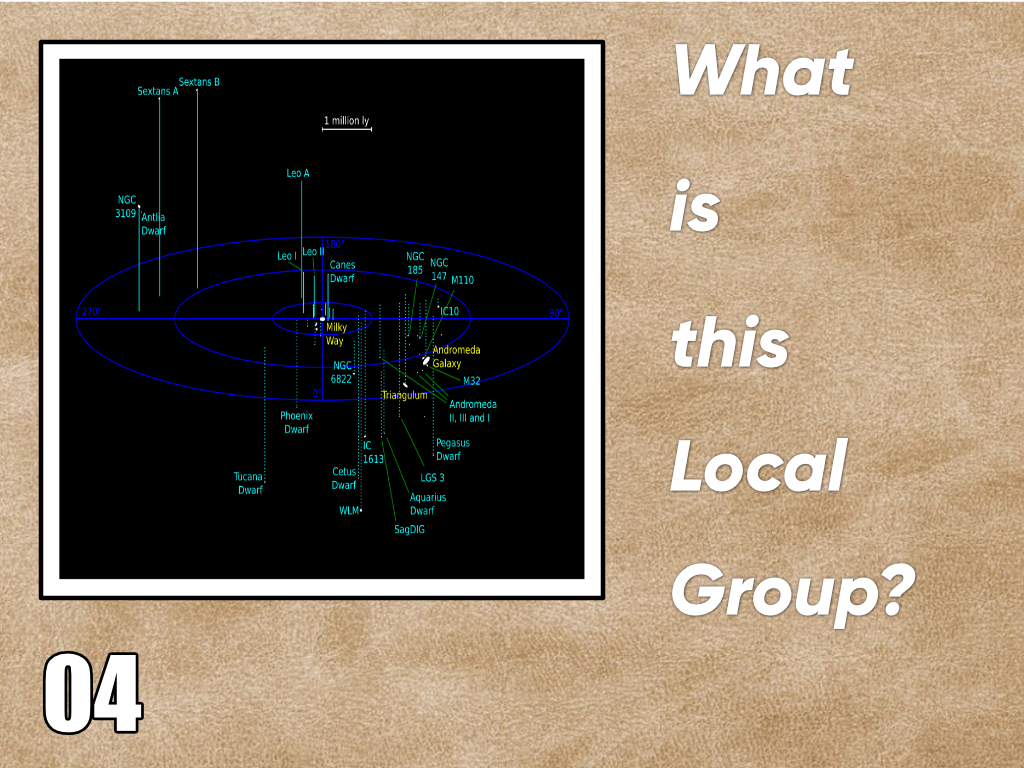 Sextans B
Sextans A
1 million ly
Leo A
NGC
3109
Antlia
Dwarf
180°
Leo I
Leo II
Canes
Dwarf
NGC
185
NGC
147
M110
270°
90°
IC10
Milky
Way
Andromeda
Galaxy
NGC
6822
M32
Triangulum
0°
Andromeda
II, III and I
Phoenix
Dwarf
IC
1613
Pegasus
Dwarf
Tucana
Dwarf
Cetus
Dwarf
LGS 3
Aquarius
Dwarf
WLM
SagDIG
What
is
this
Local
Group?
04